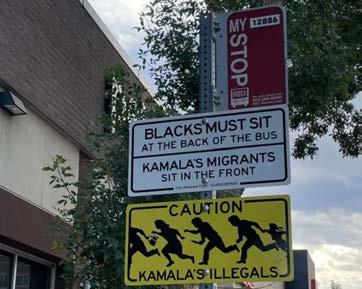 MY STOP
12886
RTD
BLACKS MUST SIT
AT THE BACK OF THE BUS
KAMALA'S MIGRANTS
SIT IN THE FRONT
CAUTION
KAMALA'S ILLEGALS